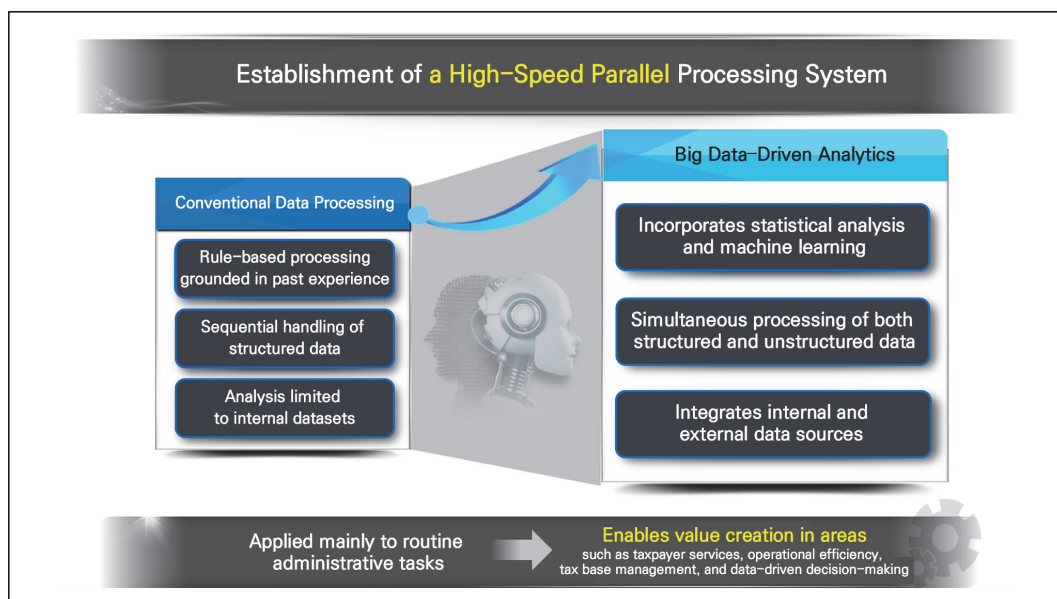 Establishment of a High-Speed Parallel Processing System
Conventional Data Processing
Rule-based processing
grounded in past experience
Sequential handling of
structured data
Analysis limited
to internal datasets
Big Data-Driven Analytics
Incorporates statistical analysis
and machine learning
Simultaneous processing of both
structured and unstructured data
Integrates internal and
external data sources
Applied mainly to routine
administrative tasks
Enables value creation in areas
such as taxpayer services, operational efficiency,
tax base management, and data-driven decision-making